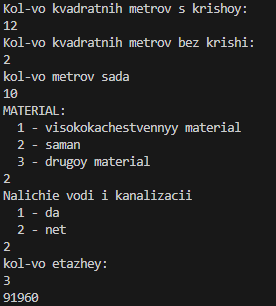 Kol-vo kvadratnih metrov s krishoy:
12
Kol-vo kvadratnih metrov bez krishi:
2
kol-vo metrov sada
10
MATERIAL:
1 - visokokachestvennyy material
2 - saman
3 - drugoy material
2
Nalichie vodi i kanalizacii
1 - da
2 - net
2
kol-vo etazhey:
3
91960